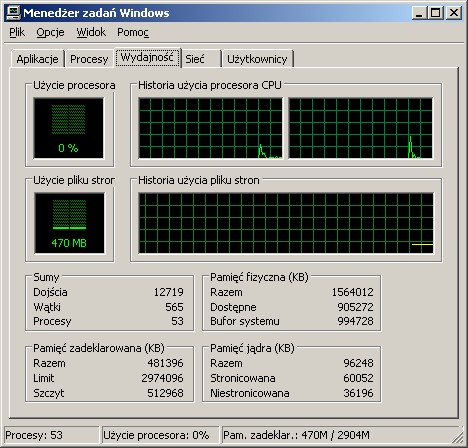 Menedżer zadań Windows
Plik Opcje Widok Pomoc
Aplikacje Procesy Wydajność Sieć Użytkownicy
Użycie procesora Historia użycia procesora CPU
0 %
Użycie pliku stron Historia użycia pliku stron
470 MB
Sumy Pamięć fizyczna (KB)
Dojścia 12719 Razem 1564012
Wątki 565 Dostępne 905272
Procesy 53 Bufor systemu 994728
Pamięć zadeklarowana (KB) Pamięć jądra (KB)
Razem 481396 Razem 96248
Limit 2974096 Stronicowana 60052
Szczyt 512968 Niestronicowana 36196
Procesy: 53 Użycie procesora: 0% Pam. zadeklar.: 470M / 2904M